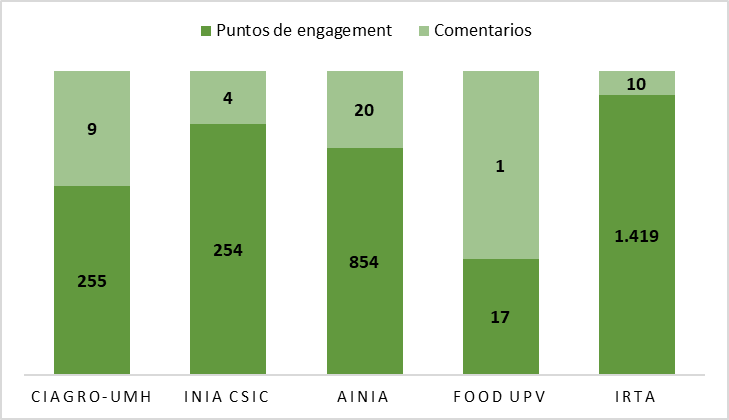 Puntos de engagement Comentarios
9 4 20 1 10
255 254 854 17 1.419
CIAGRO-UMH INIA CSIC AINIA FOOD UPV IRTA